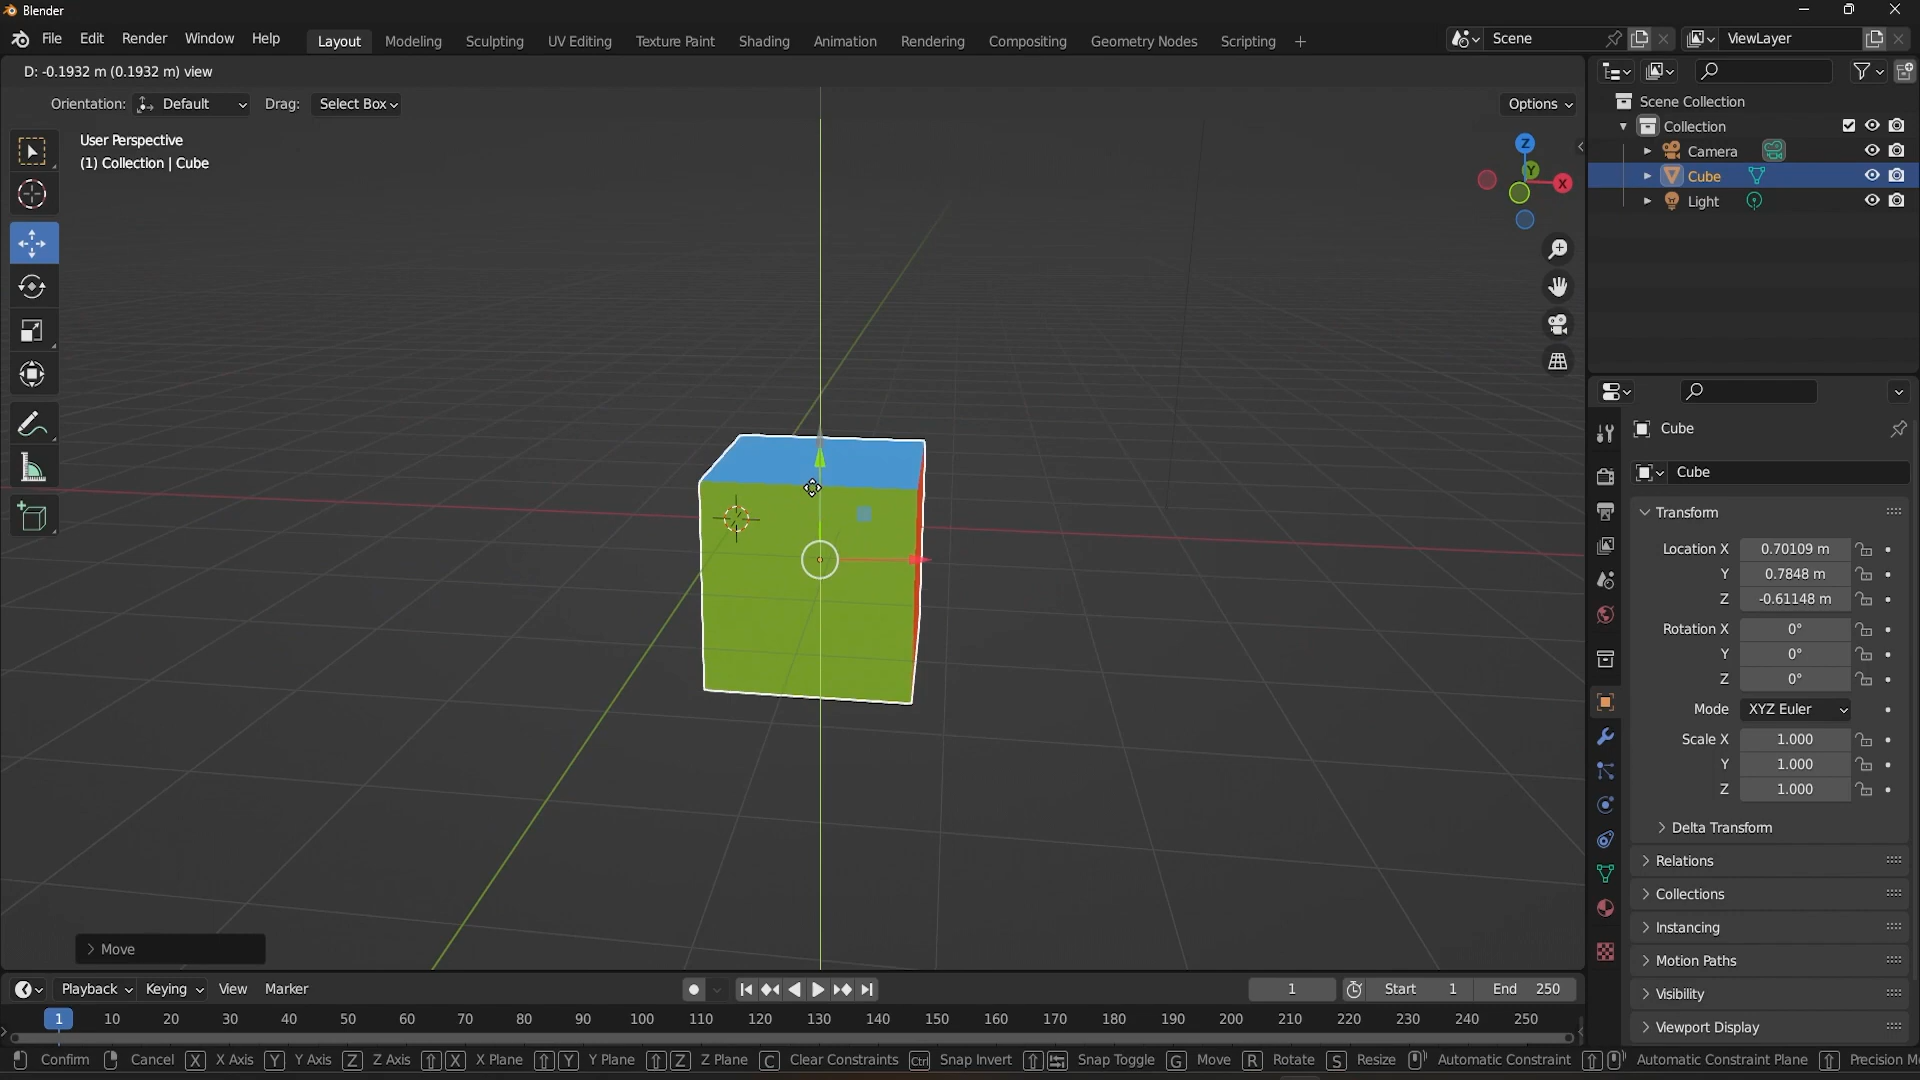 Blender
File Edit Render Window Help Layout Modeling Sculpting UV Editing Texture Paint Shading Animation Rendering Compositing Geometry Nodes Scripting + Scene ViewLayer
D: -0.1932 m (0.1932 m) view
Orientation: Default Drag: Select Box Options
User Perspective
(1) Collection | Cube
Z
Y
X
Scene Collection
Collection
Camera
Cube
Light
Cube
Cube
Transform
Location X 0.70109 m
Y 0.7848 m
Z -0.61148 m
Rotation X 0°
Y 0°
Z 0°
Mode XYZ Euler
Scale X 1.000
Y 1.000
Z 1.000
Delta Transform
Relations
Collections
Instancing
Motion Paths
Visibility
Viewport Display
Move
Playback Keying View Marker 1 Start 1 End 250
1 10 20 30 40 50 60 70 80 90 100 110 120 130 140 150 160 170 180 190 200 210 220 230 240 250
Confirm Cancel X X Axis Y Y Axis Z Z Axis X X Plane Y Y Plane Z Z Plane C Clear Constraints Ctrl Snap Invert Snap Toggle G Move R Rotate S Resize Automatic Constraint Automatic Constraint Plane Precision M